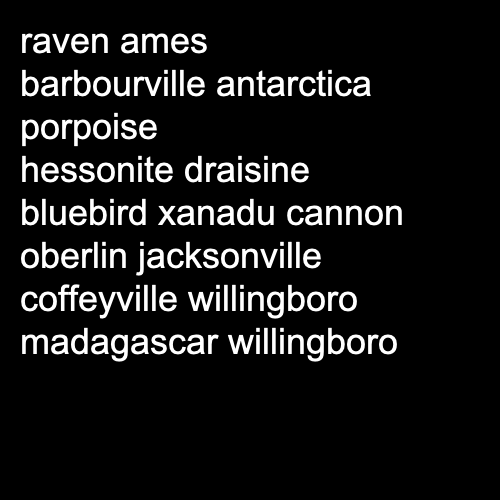 raven ames
barbourville antarctica
porpoise
hessonite draisine
bluebird xanadu cannon
oberlin jacksonville
coffeyville willingboro
madagascar willingboro